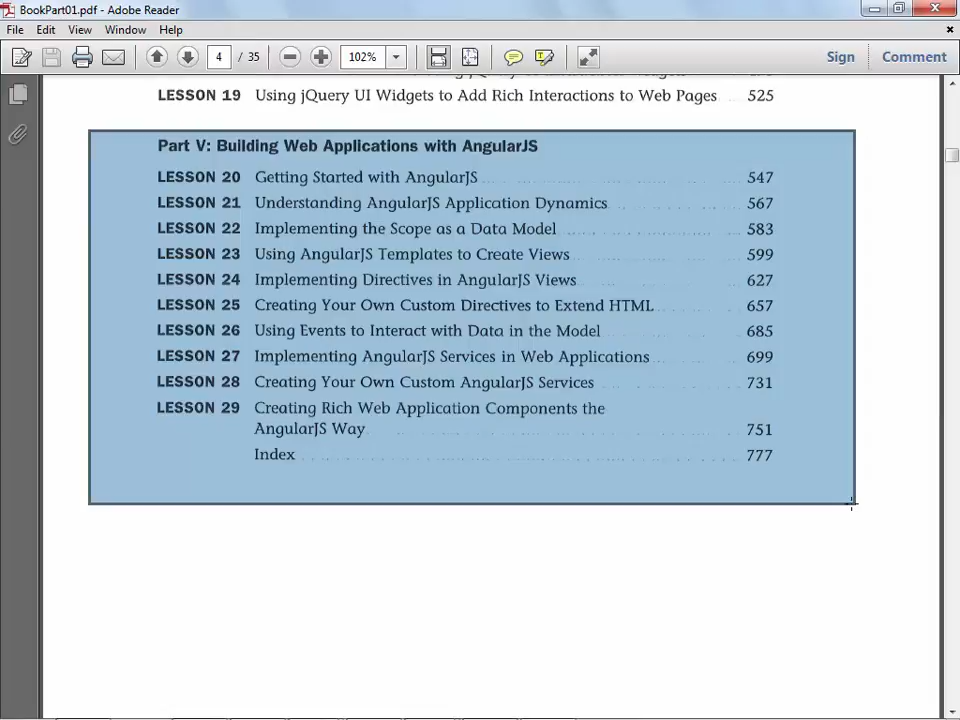 BookPart01.pdf - Adobe Reader
File Edit View Window Help
4 / 35 102% Sign Comment
LESSON 19 Using jQuery UI Widgets to Add Rich Interactions to Web Pages 525
Part V: Building Web Applications with AngularJS
LESSON 20 Getting Started with AngularJS 547
LESSON 21 Understanding AngularJS Application Dynamics 567
LESSON 22 Implementing the Scope as a Data Model 583
LESSON 23 Using AngularJS Templates to Create Views 599
LESSON 24 Implementing Directives in AngularJS Views 627
LESSON 25 Creating Your Own Custom Directives to Extend HTML 657
LESSON 26 Using Events to Interact with Data in the Model 685
LESSON 27 Implementing AngularJS Services in Web Applications 699
LESSON 28 Creating Your Own Custom AngularJS Services 731
LESSON 29 Creating Rich Web Application Components the
AngularJS Way 751
Index 777